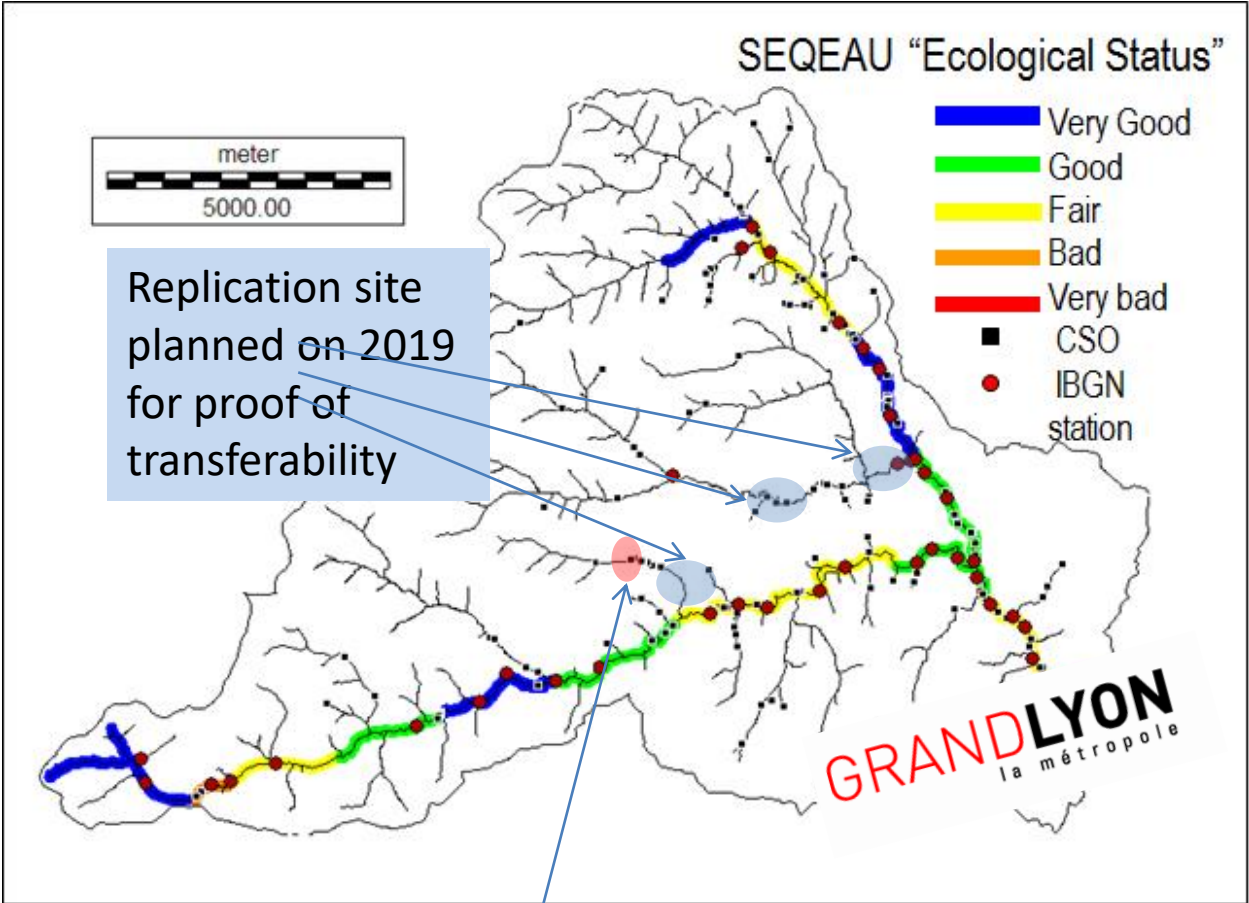 SEQEAU “Ecological Status”
Very Good
Good
Fair
Bad
Very bad
CSO
IBGN
station
meter
5000.00
Replication site
planned on 2019
for proof of
transferability
GRANDLYON
la métropole